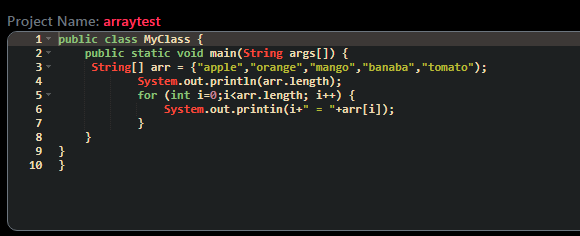 Project Name: arraytest
1 public class MyClass {
2 public static void main(String args[]) {
3 String[] arr = {"apple","orange","mango","banaba","tomato");
4 System.out.println(arr.length);
5 for (int i=0;i<arr.length; i++) {
6 System.out.printin(i+" = "+arr[i]);
7 }
8 }
9 }
10 }